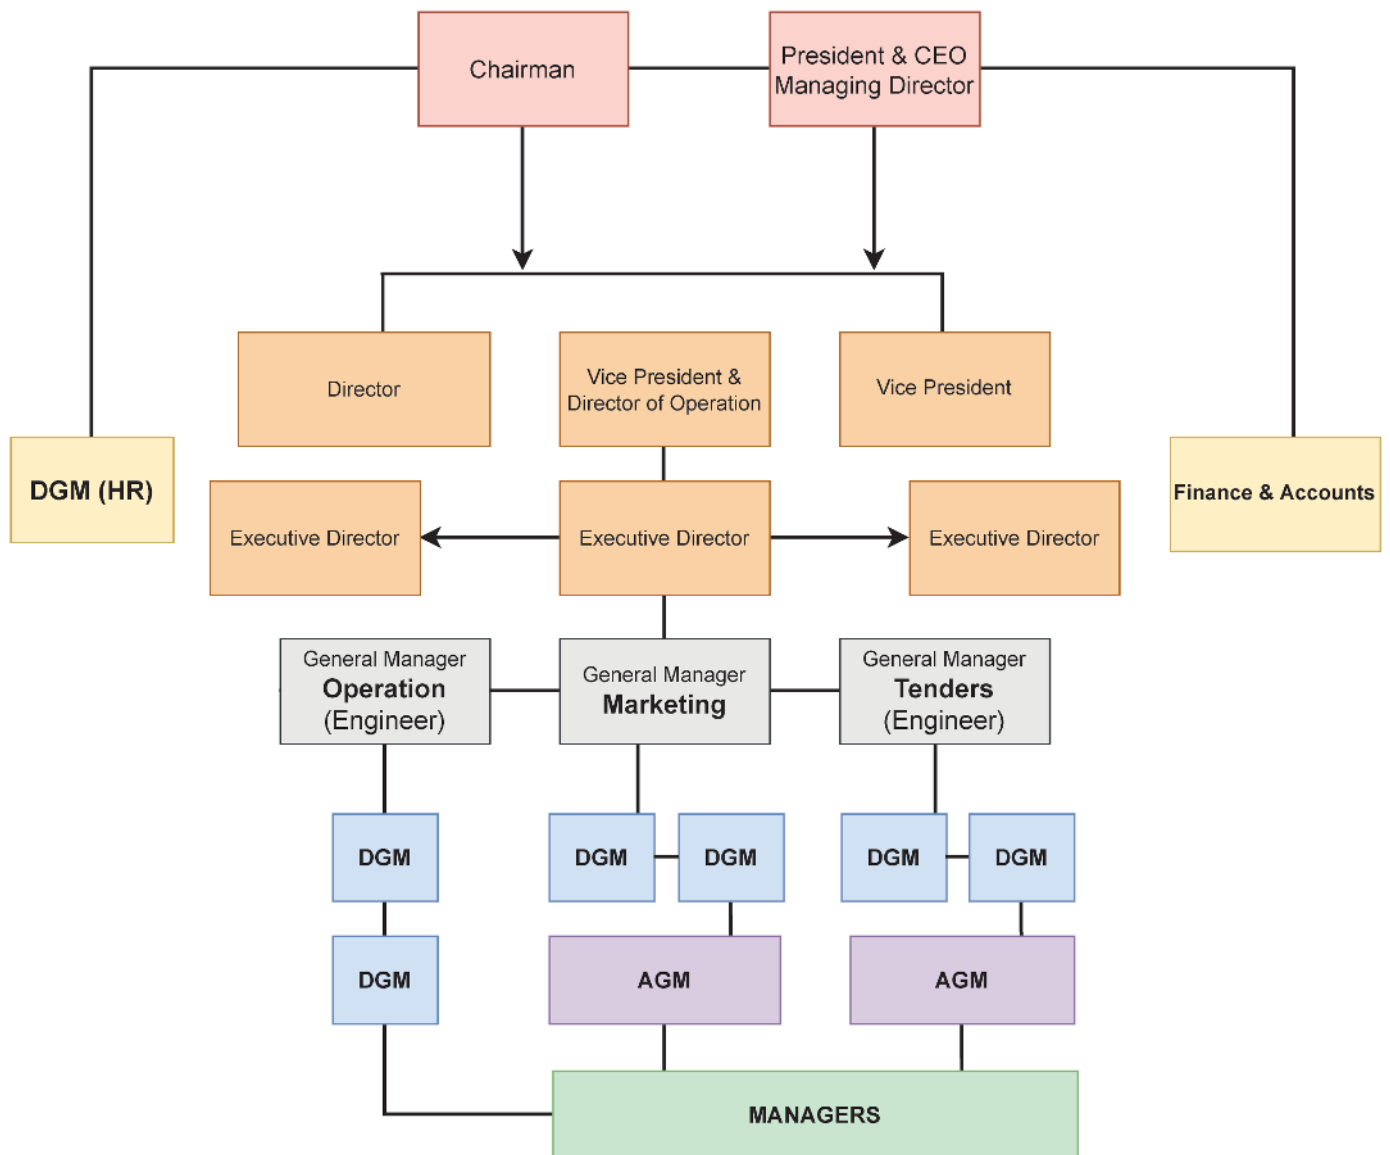 Chairman
President & CEO
Managing Director
Director
Vice President &
Director of Operation
Vice President
DGM (HR)
Finance & Accounts
Executive Director
Executive Director
Executive Director
General Manager
Operation
(Engineer)
General Manager
Marketing
General Manager
Tenders
(Engineer)
DGM
DGM
DGM
DGM
DGM
DGM
AGM
AGM
MANAGERS